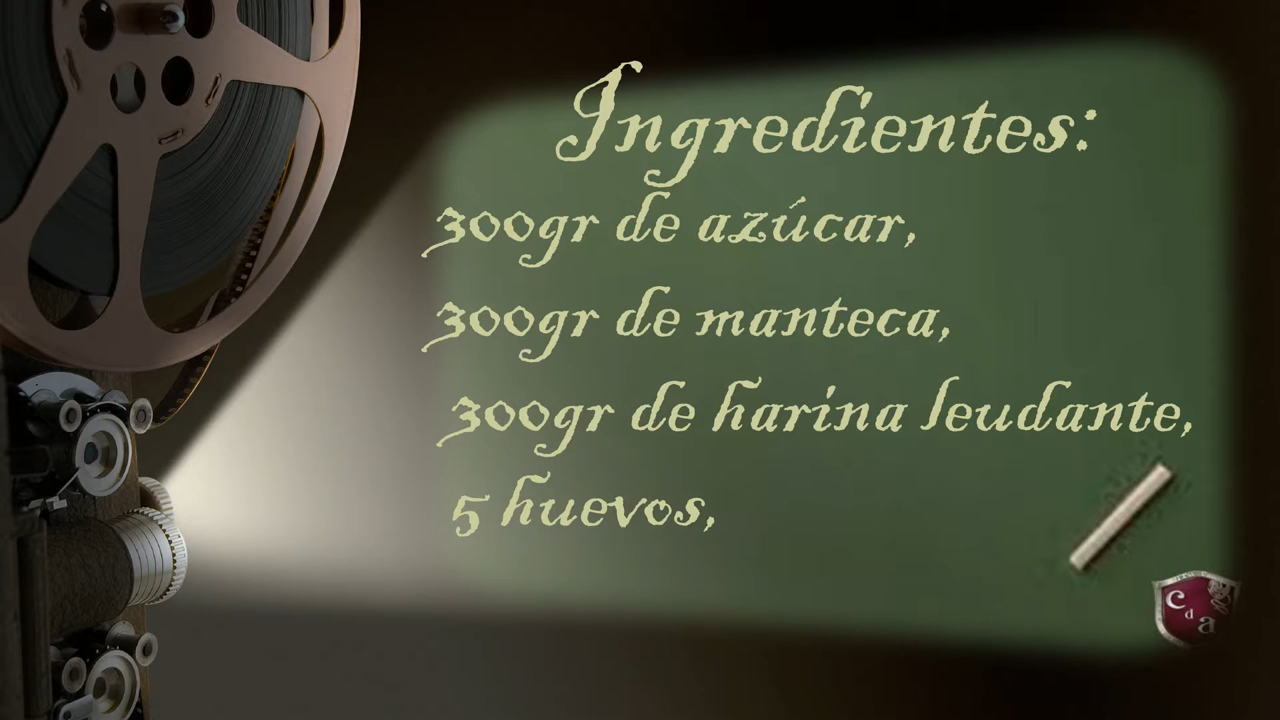 Ingredientes:
300gr de azúcar,
300gr de manteca,
300gr de harina leudante,
5 huevos,
c d a